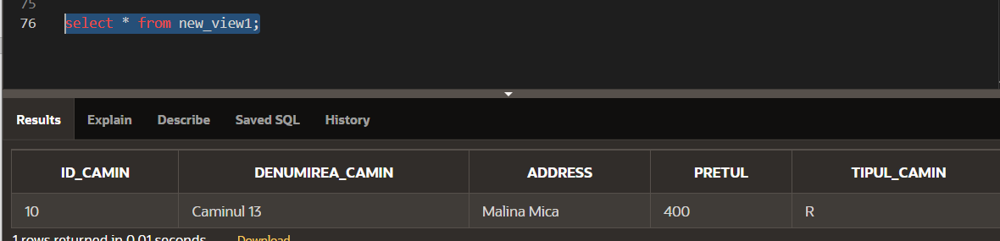 75
76 select * from new_view1;
Results Explain Describe Saved SQL History
ID_CAMIN DENUMIREA_CAMIN ADDRESS PRETUL TIPUL_CAMIN
10 Caminul 13 Malina Mica 400 R
1 rows returned in 0.01 seconds Download